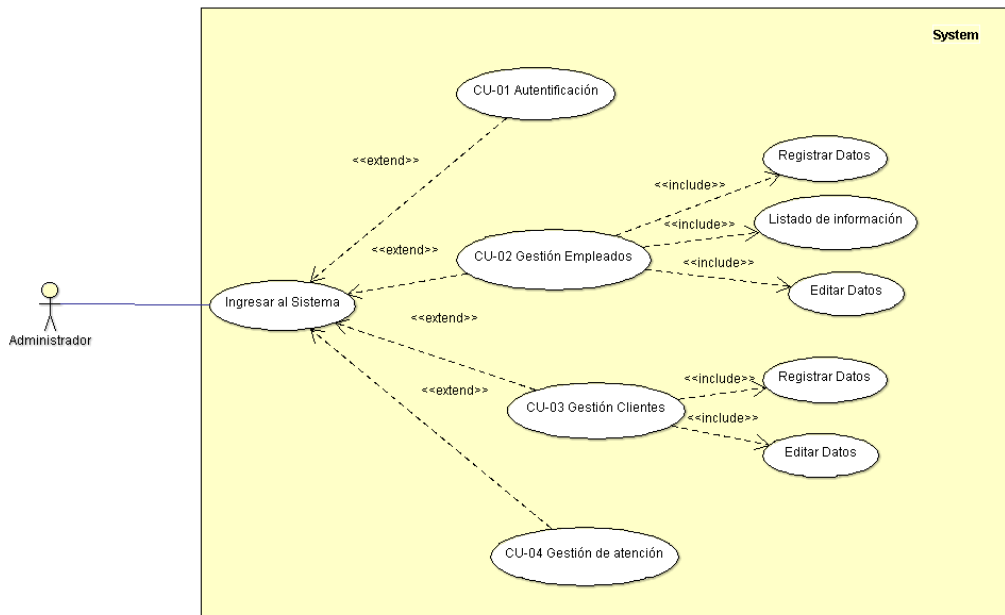 System
CU-01 Autentificación
<<extend>>
Registrar Datos
<<include>>
Listado de información
<<include>>
<<extend>>
CU-02 Gestión Empleados
<<include>>
Editar Datos
Ingresar al Sistema
Administrador
<<extend>>
Registrar Datos
<<include>>
<<extend>>
CU-03 Gestión Clientes
<<include>>
Editar Datos
CU-04 Gestión de atención